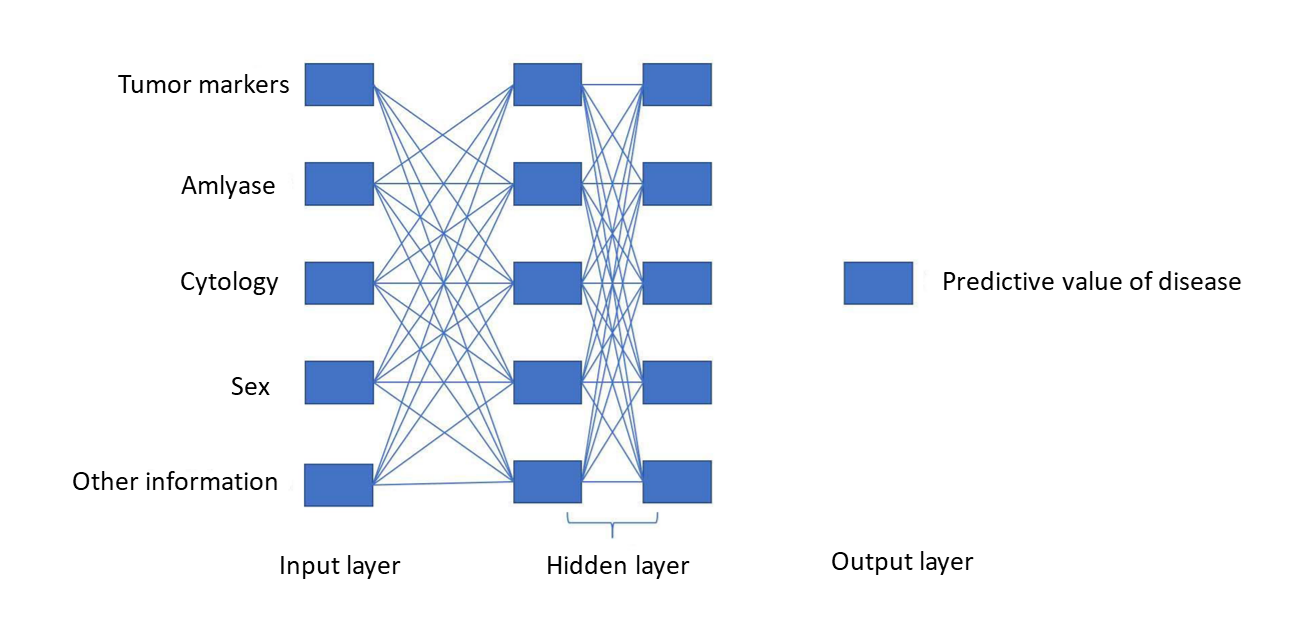 Tumor markers
Amlyase
Cytology
Predictive value of disease
Sex
Other information
Input layer
Hidden layer
Output layer